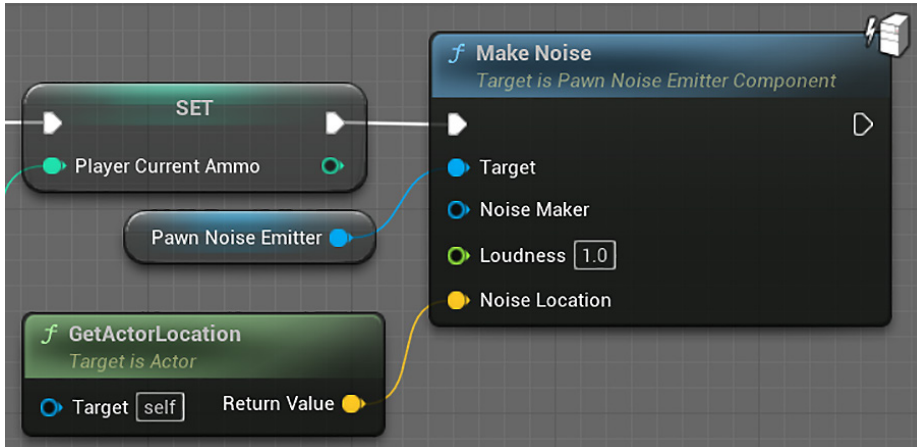 SET
Player Current Ammo
Pawn Noise Emitter
f GetActorLocation
Target is Actor
Target self Return Value
f Make Noise
Target is Pawn Noise Emitter Component
Target
Noise Maker
Loudness 1.0
Noise Location